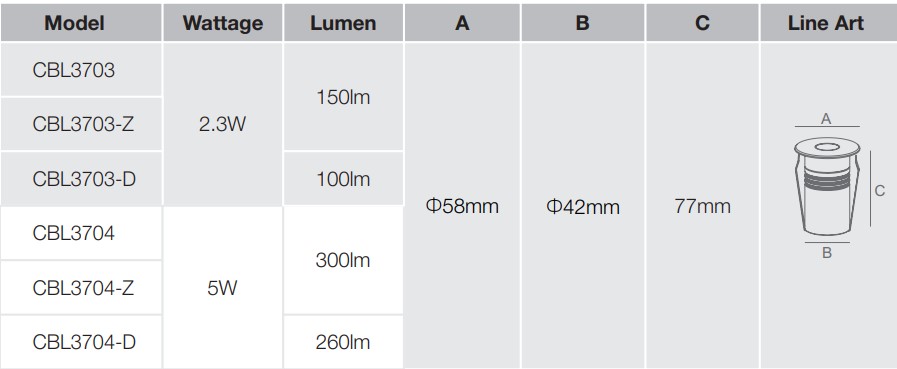 Model Wattage Lumen A B C Line Art
CBL3703
150lm
CBL3703-Z 2.3W
CBL3703-D 100lm
Φ58mm Φ42mm 77mm
CBL3704
300lm
CBL3704-Z 5W
CBL3704-D 260lm
A
C
B